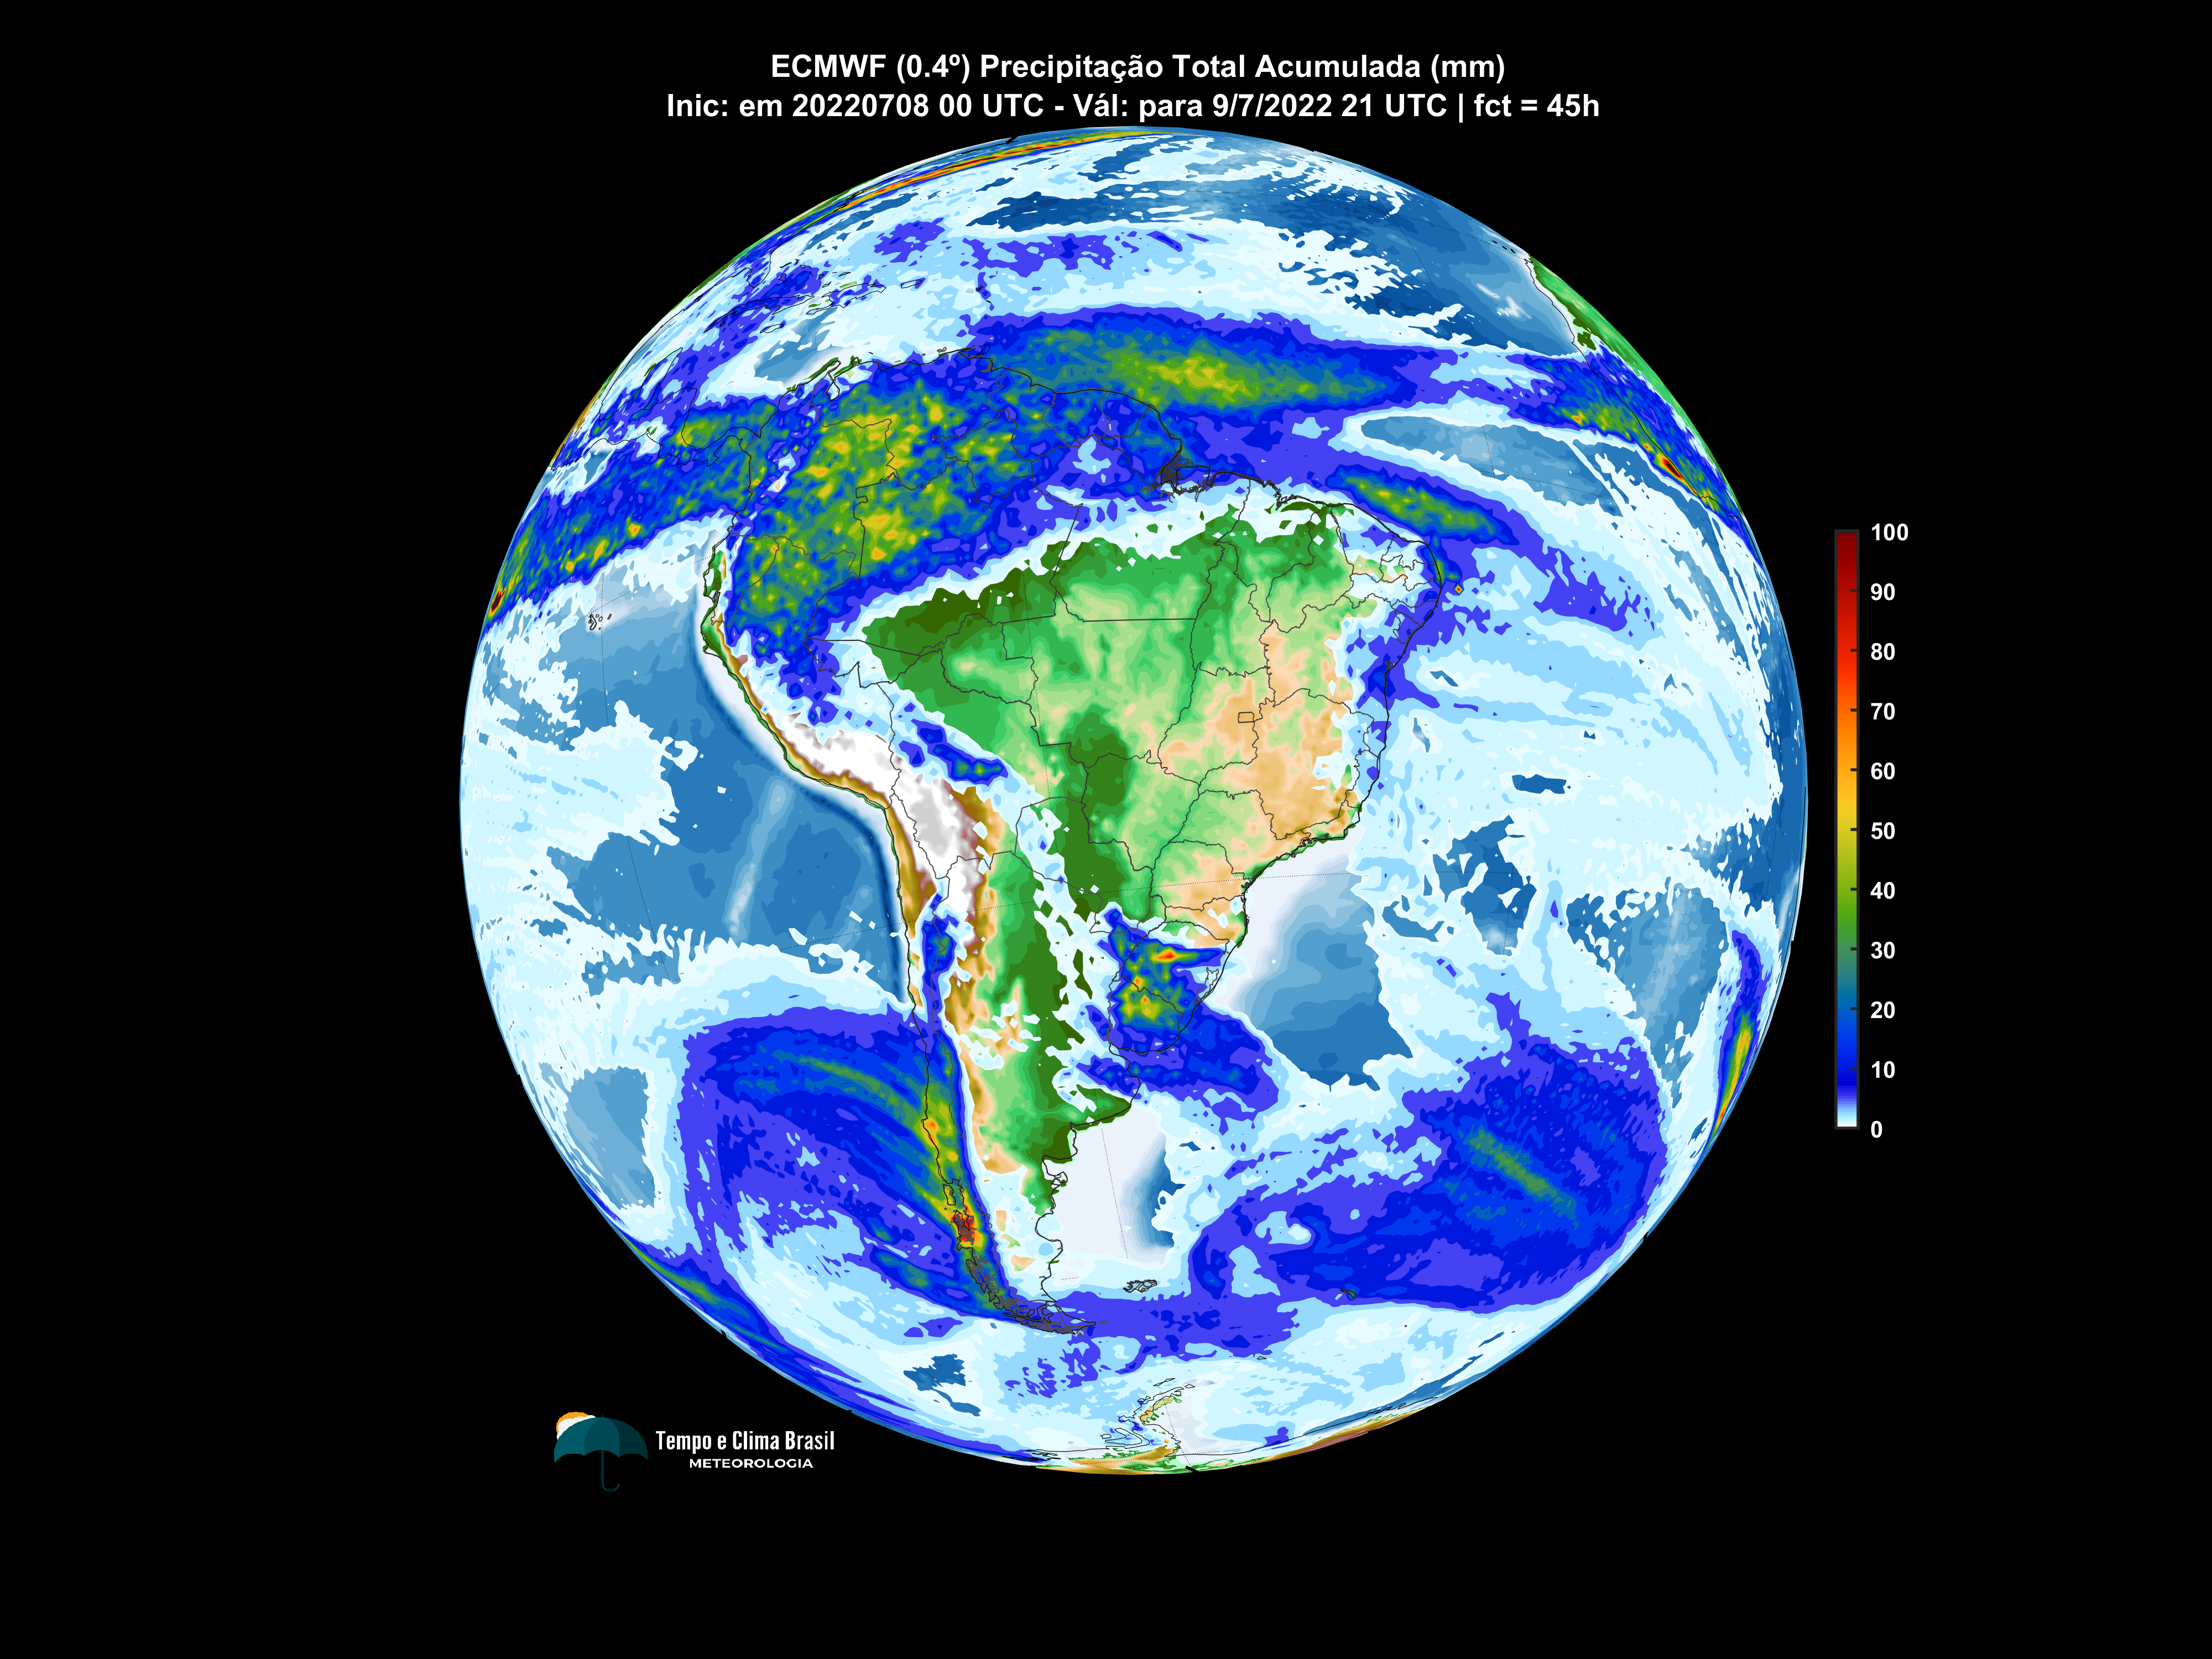 ECMWF (0.4º) Precipitação Total Acumulada (mm)
Inic: em 20220708 00 UTC - Vál: para 9/7/2022 21 UTC | fct = 45h
100
90
80
70
60
50
40
30
20
10
0
Tempo e Clima Brasil
METEOROLOGIA